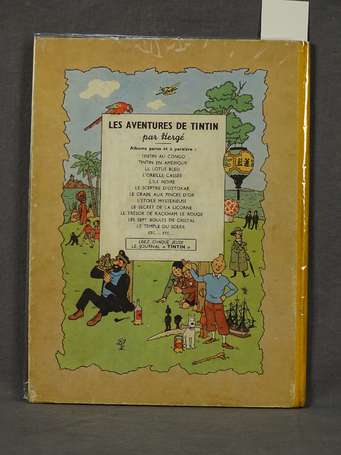 LES AVENTURES DE TINTIN
par Hergé
Albums parus et à paraître :
TINTIN AU CONGO
TINTIN EN AMÉRIQUE
LE LOTUS BLEU
L'OREILLE CASSÉE
L'ILE NOIRE
LE SCEPTRE D'OTTOKAR
LE CRABE AUX PINCES D'OR
L'ÉTOILE MYSTÉRIEUSE
LE SECRET DE LA LICORNE
LE TRÉSOR DE RACKHAM LE ROUGE
LES SEPT BOULES DE CRISTAL
LE TEMPLE DU SOLEIL
ETC... ETC.
LISEZ CHAQUE JEUDI
LE JOURNAL « TINTIN »